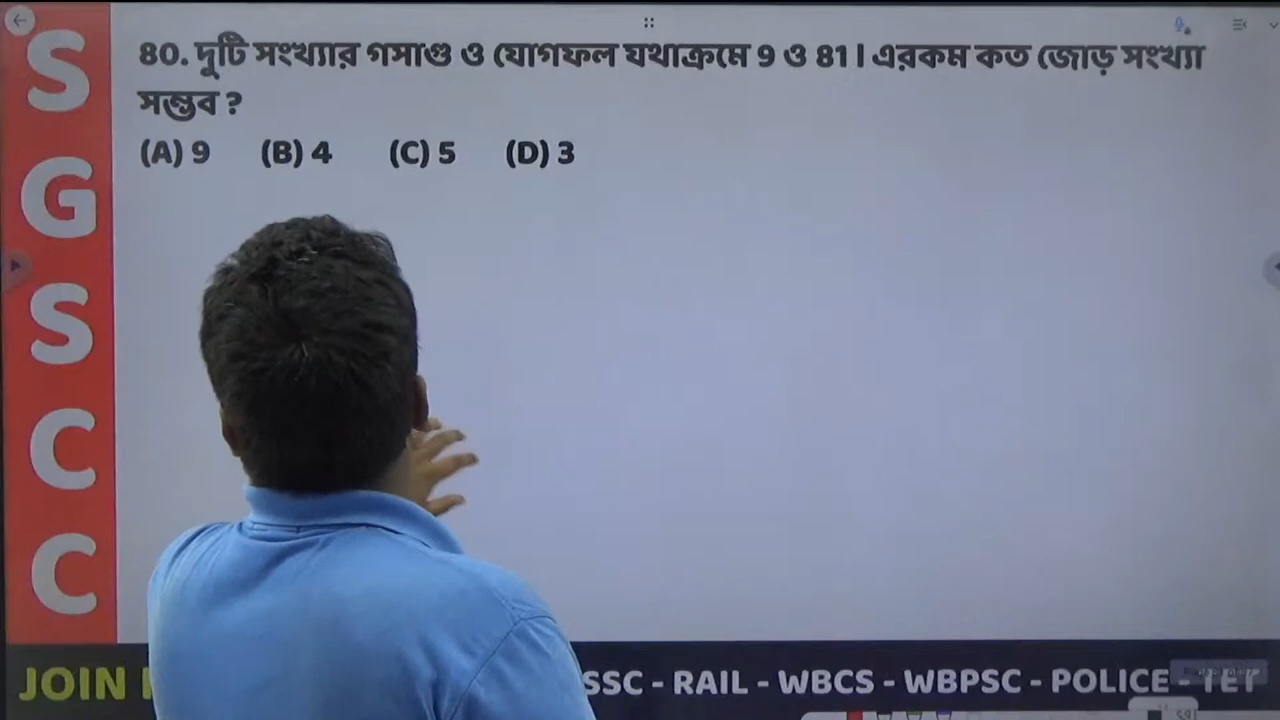 80. দুটি সংখ্যার গসাগু ও যোগফল যথাক্রমে 9 ও 81। এরকম কত জোড় সংখ্যা
সম্ভব ?
(A) 9 (B) 4 (C) 5 (D) 3
S
G
S
C
C
JOIN
SSC - RAIL - WBCS - WBPSC - POLICE - TET